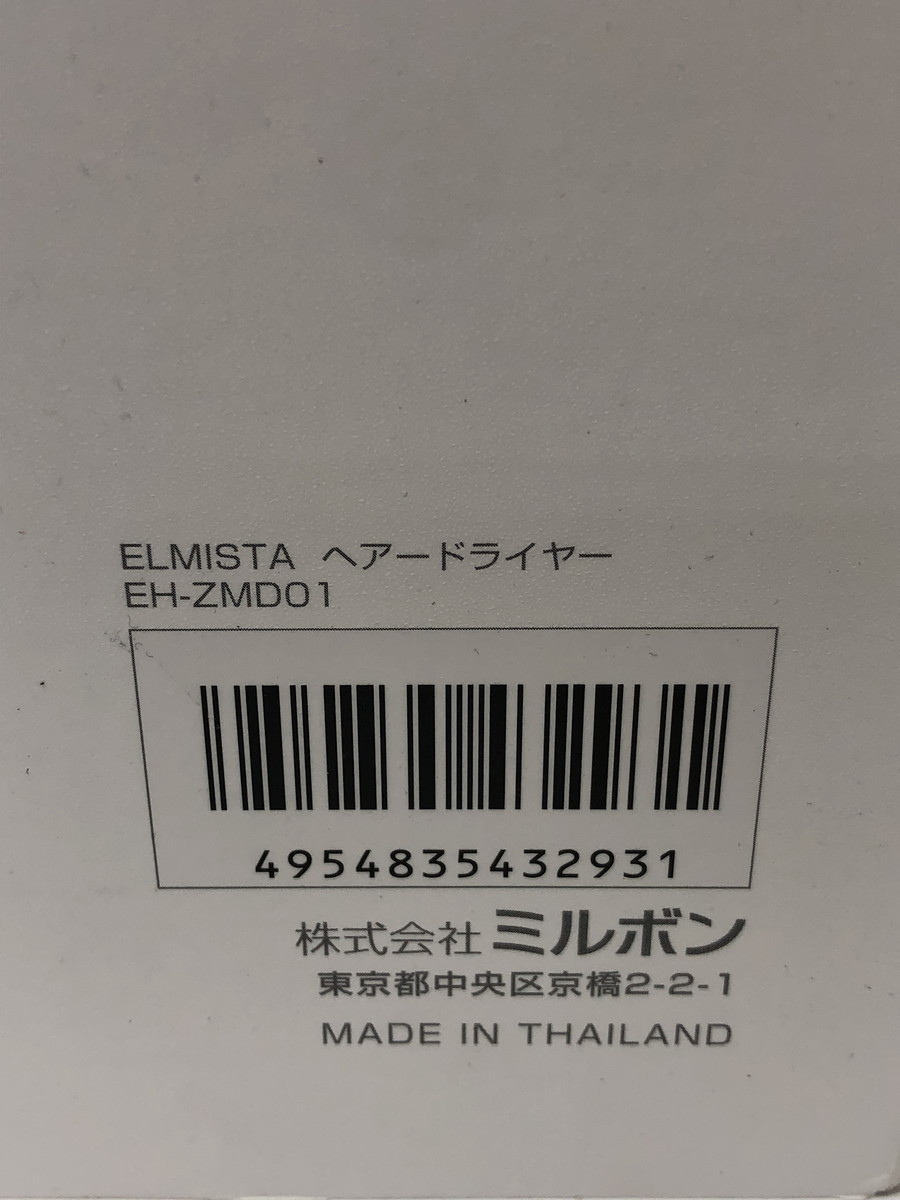 ELMISTA ヘアードライヤー
EH-ZMD01
4954835432931
株式会社ミルボン
東京都中央区京橋2-2-1
MADE IN THAILAND